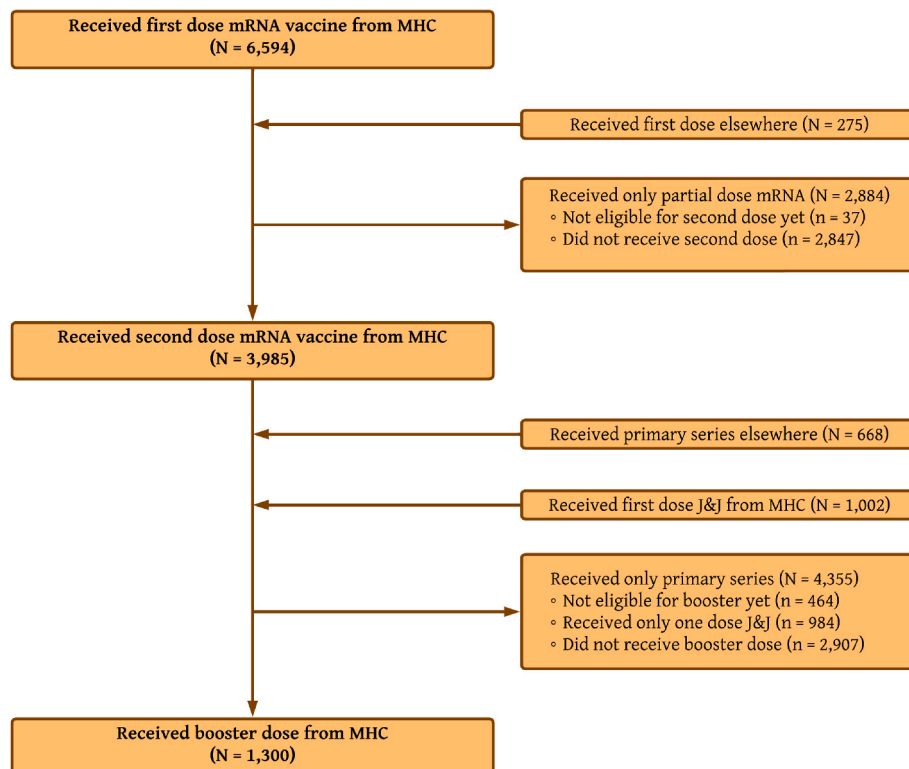 Received first dose mRNA vaccine from MHC
(N = 6,594)
Received first dose elsewhere (N = 275)
Received only partial dose mRNA (N = 2,884)
◦ Not eligible for second dose yet (n = 37)
◦ Did not receive second dose (n = 2,847)
Received second dose mRNA vaccine from MHC
(N = 3,985)
Received primary series elsewhere (N = 668)
Received first dose J&J from MHC (N = 1,002)
Received only primary series (N = 4,355)
◦ Not eligible for booster yet (n = 464)
◦ Received only one dose J&J (n = 984)
◦ Did not receive booster dose (n = 2,907)
Received booster dose from MHC
(N = 1,300)